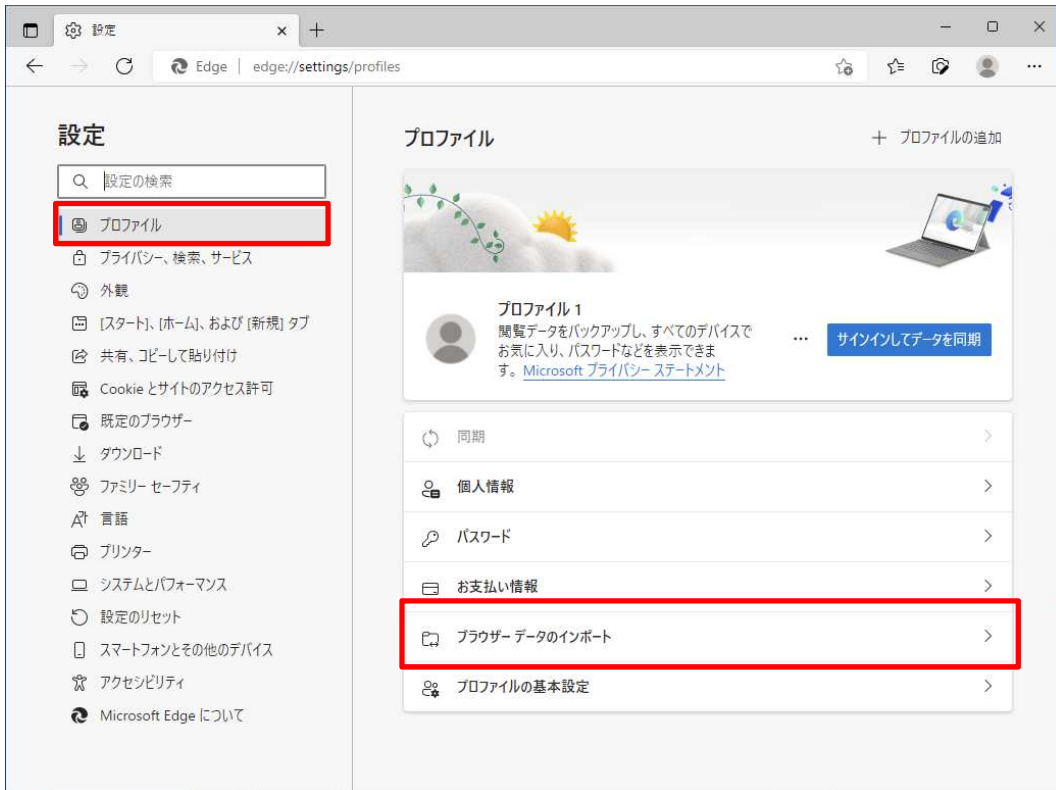 設定
Edge | edge://settings/profiles
設定
設定の検索
プロファイル
プライバシー、検索、サービス
外観
[スタート]、[ホーム]、および [新規] タブ
共有、コピーして貼り付け
Cookie とサイトのアクセス許可
既定のブラウザー
ダウンロード
ファミリー セーフティ
言語
プリンター
システムとパフォーマンス
設定のリセット
スマートフォンとその他のデバイス
アクセシビリティ
Microsoft Edge について
プロファイル
プロファイルの追加
プロファイル 1
閲覧データをバックアップし、すべてのデバイスで
お気に入り、パスワードなどを表示できま
す。Microsoft プライバシー ステートメント
サインインしてデータを同期
同期
個人情報
パスワード
お支払い情報
ブラウザー データのインポート
プロファイルの基本設定